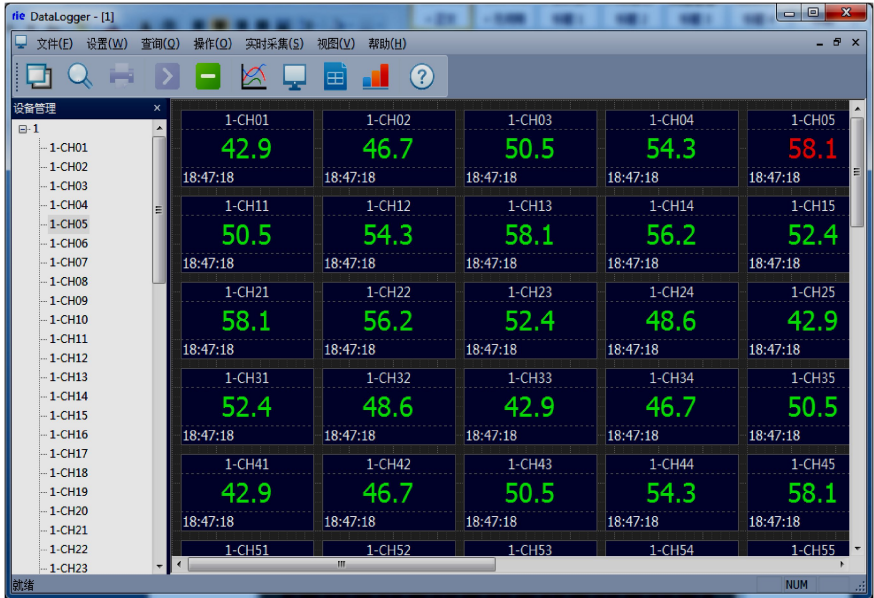 rie DataLogger - [1]
文件(F) 设置(W) 查询(Q) 操作(O) 实时采集(S) 视图(V) 帮助(H)
设备管理
1
1-CH01
1-CH02
1-CH03
1-CH04
1-CH05
1-CH06
1-CH07
1-CH08
1-CH09
1-CH10
1-CH11
1-CH12
1-CH13
1-CH14
1-CH15
1-CH16
1-CH17
1-CH18
1-CH19
1-CH20
1-CH21
1-CH22
1-CH23
1-CH01 1-CH02 1-CH03 1-CH04 1-CH05
42.9 46.7 50.5 54.3 58.1
18:47:18 18:47:18 18:47:18 18:47:18 18:47:18
1-CH11 1-CH12 1-CH13 1-CH14 1-CH15
50.5 54.3 58.1 56.2 52.4
18:47:18 18:47:18 18:47:18 18:47:18 18:47:18
1-CH21 1-CH22 1-CH23 1-CH24 1-CH25
58.1 56.2 52.4 48.6 42.9
18:47:18 18:47:18 18:47:18 18:47:18 18:47:18
1-CH31 1-CH32 1-CH33 1-CH34 1-CH35
52.4 48.6 42.9 46.7 50.5
18:47:18 18:47:18 18:47:18 18:47:18 18:47:18
1-CH41 1-CH42 1-CH43 1-CH44 1-CH45
42.9 46.7 50.5 54.3 58.1
18:47:18 18:47:18 18:47:18 18:47:18 18:47:18
1-CH51 1-CH52 1-CH53 1-CH54 1-CH55
就绪 NUM